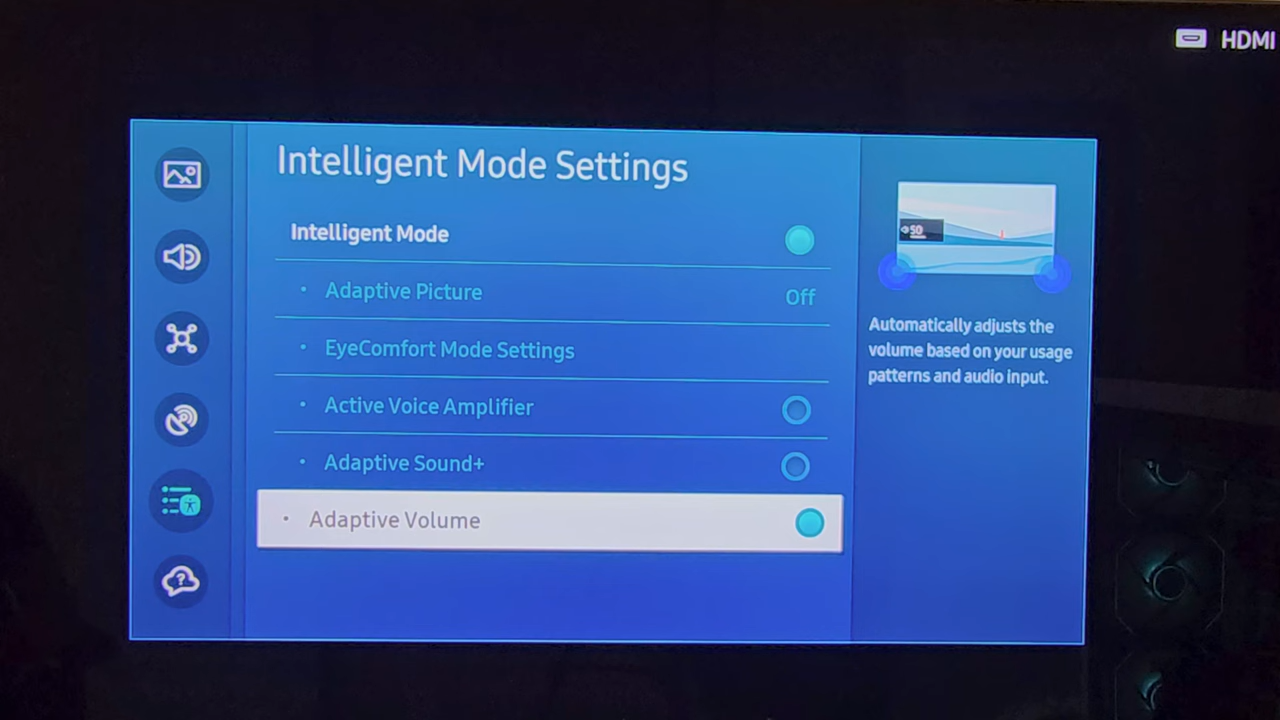 HDMI
Intelligent Mode Settings
Intelligent Mode
· Adaptive Picture Off
· EyeComfort Mode Settings
· Active Voice Amplifier
· Adaptive Sound+
· Adaptive Volume
50
Automatically adjusts the
volume based on your usage
patterns and audio input.
?